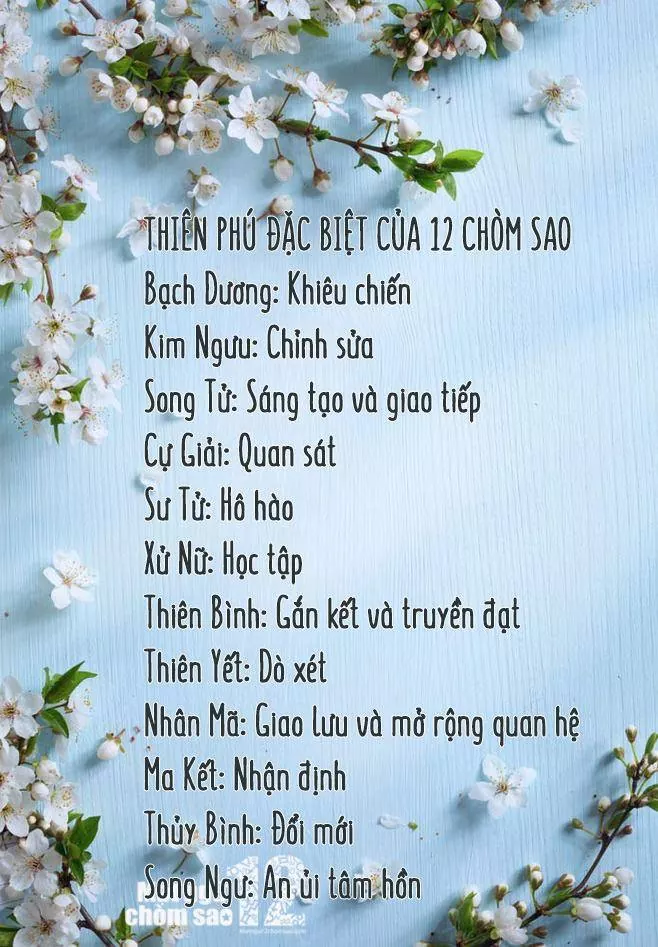 THIÊN PHÚ ĐẶC BIỆT CỦA 12 CHÒM SAO
Bạch Dương: Khiêu chiến
Kim Ngưu: Chỉnh sửa
Song Tử: Sáng tạo và giao tiếp
Cự Giải: Quan sát
Sư Tử: Hô hào
Xử Nữ: Học tập
Thiên Bình: Gắn kết và truyền đạt
Thiên Yết: Dò xét
Nhân Mã: Giao lưu và mở rộng quan hệ
Ma Kết: Nhận định
Thủy Bình: Đổi mới
Song Ngư: An ủi tâm hồn
chòm sao 12